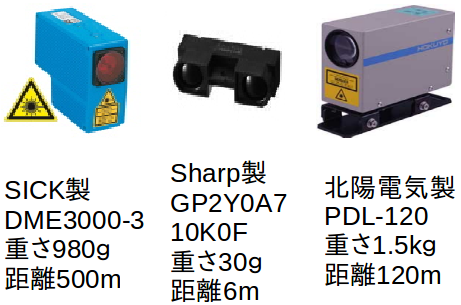 HOKUYO
SICK製
DME3000-3
重さ980g
距離500m
Sharp製
GP2Y0A7
10K0F
重さ30g
距離6m
北陽電気製
PDL-120
重さ1.5kg
距離120m